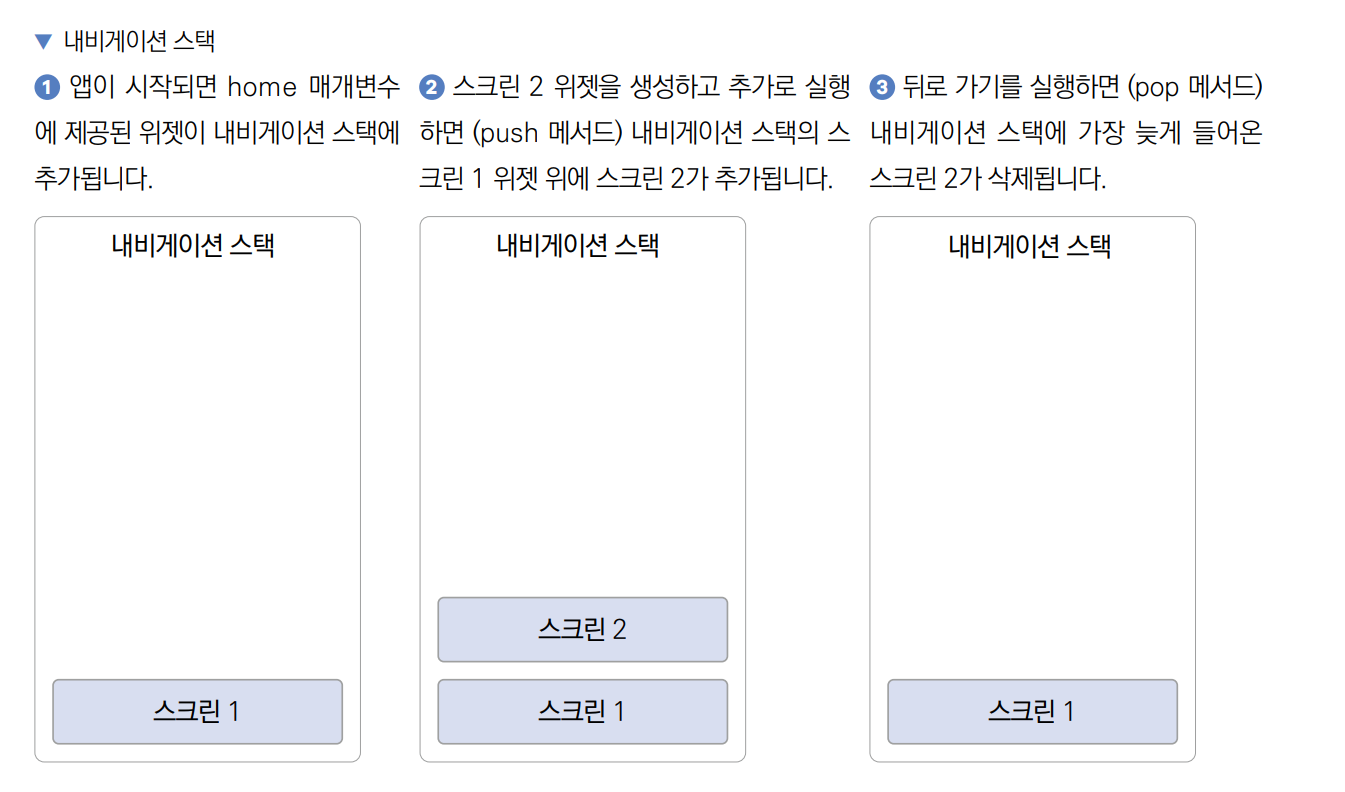 ▼ 내비게이션 스택
❶ 앱이 시작되면 home 매개변수
에 제공된 위젯이 내비게이션 스택에
추가됩니다.
❷ 스크린 2 위젯을 생성하고 추가로 실행
하면 (push 메서드) 내비게이션 스택의 스
크린 1 위젯 위에 스크린 2가 추가됩니다.
❸ 뒤로 가기를 실행하면 (pop 메서드)
내비게이션 스택에 가장 늦게 들어온
스크린 2가 삭제됩니다.
내비게이션 스택
스크린 1
내비게이션 스택
스크린 2
스크린 1
내비게이션 스택
스크린 1